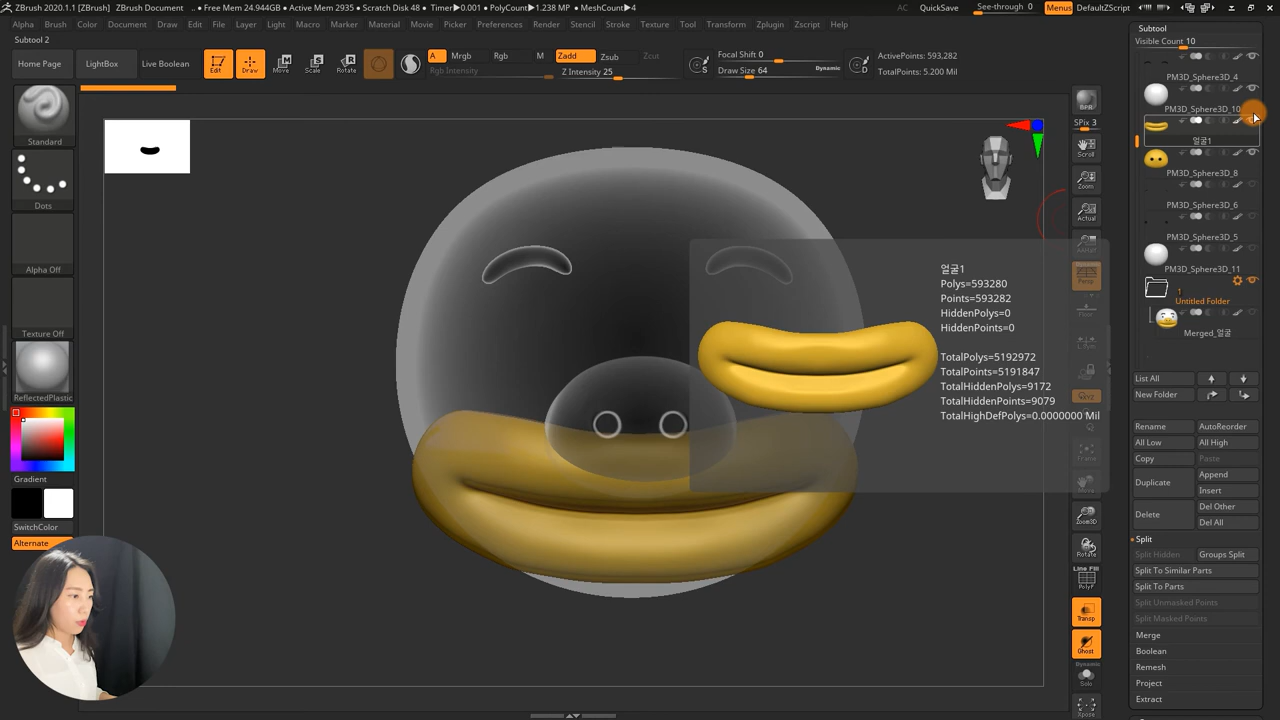 ZBrush 2020.1.1 [ZBrush] ZBrush Document .. • Free Mem 24.944GB • Active Mem 2935 • Scratch Disk 48 • Timer▶0.001 • PolyCount▶1.238 MP • MeshCount▶4
AC QuickSave See-through 0 Menus DefaultZScript
Alpha Brush Color Document Draw Edit File Layer Light Macro Marker Material Movie Picker Preferences Render Stencil Stroke Texture Tool Transform Zplugin Zscript Help
Subtool 2
Home Page LightBox Live Boolean Edit Draw Move Scale Rotate
A Mrgb Rgb M Zadd Zsub Zcut
Rgb Intensity Z Intensity 25
Focal Shift 0
Draw Size 64 Dynamic
ActivePoints: 593,282
TotalPoints: 5.200 Mil
S
D
Standard
Dots
Alpha Off
Texture Off
ReflectedPlastic
Gradient
SwitchColor
Alternate
얼굴1
Polys=593280
Points=593282
HiddenPolys=0
HiddenPoints=0
TotalPolys=5192972
TotalPoints=5191847
TotalHiddenPolys=9172
TotalHiddenPoints=9079
TotalHighDefPolys=0.0000000 Mil
BPR
SPix 3
Scroll
Zoom
Actual
AAHalf
Persp
Floor
L.Sym
XYZ
Frame
Move
Zoom3D
Rotate
Line Fill
PolyF
Transp
Ghost
Dynamic
Solo
Xpose
Subtool
Visible Count 10
PM3D_Sphere3D_4
PM3D_Sphere3D_10
얼굴1
PM3D_Sphere3D_8
PM3D_Sphere3D_6
PM3D_Sphere3D_5
PM3D_Sphere3D_11
1
Untitled Folder
Merged_얼굴
List All
New Folder
Rename AutoReorder
All Low All High
Copy Paste
Duplicate Append
Insert
Delete Del Other
Del All
Split
Split Hidden Groups Split
Split To Similar Parts
Split To Parts
Split Unmasked Points
Split Masked Points
Merge
Boolean
Remesh
Project
Extract